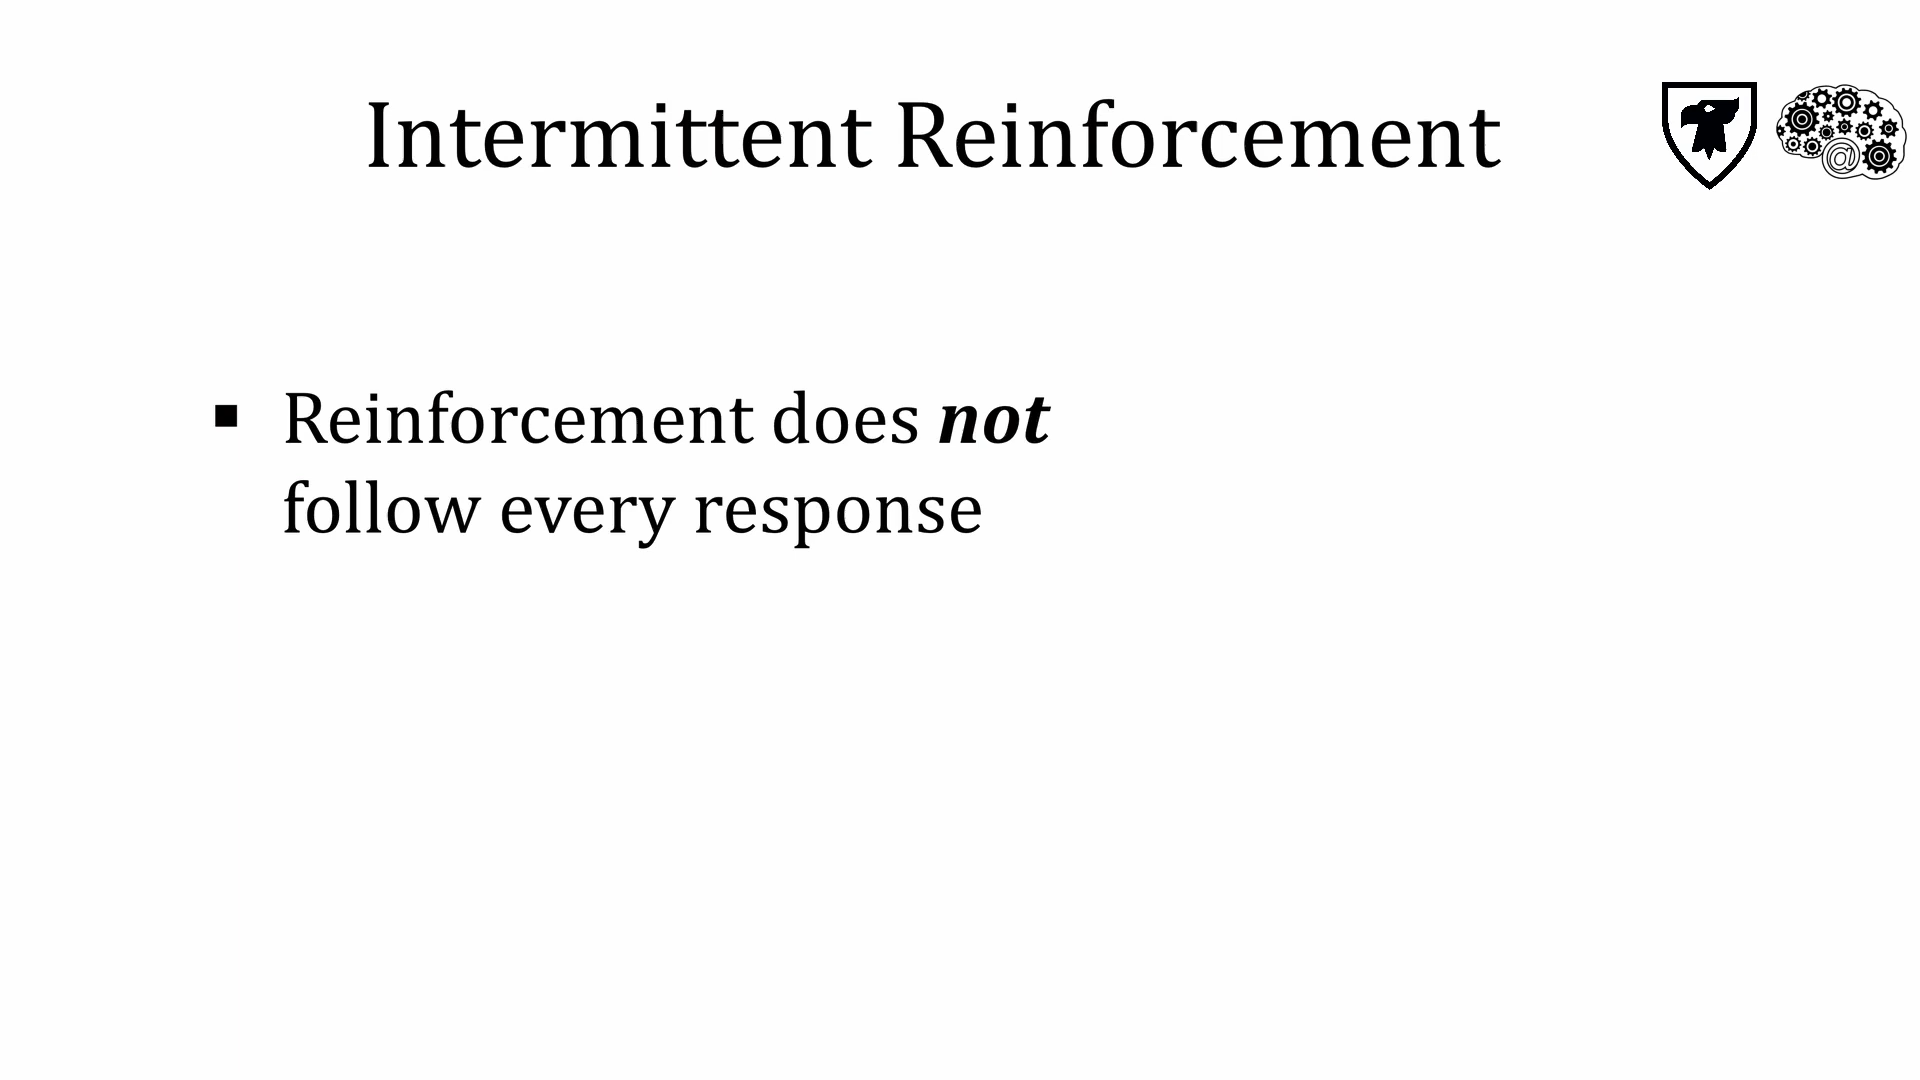 Intermittent Reinforcement
@
▪ Reinforcement does not
follow every response